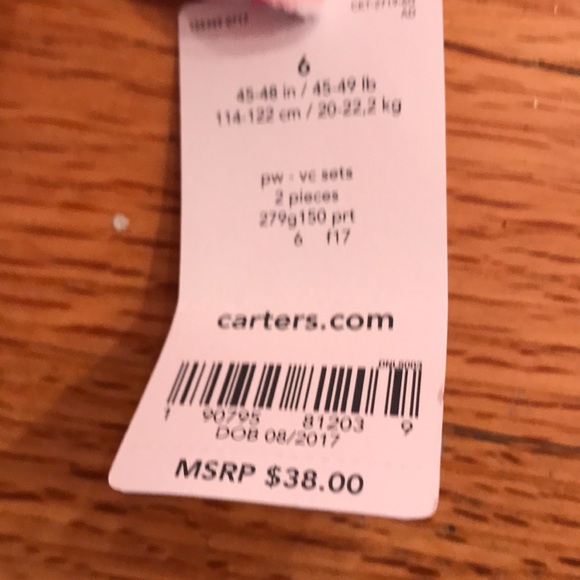 6
45-48 in / 45-49 lb
114-122 cm / 20-22,2 kg
pw - vc sets
2 pieces
279g150 prt
6 f17
carters.com
1 90795 81203 9
DOB 08/2017
MSRP $38.00